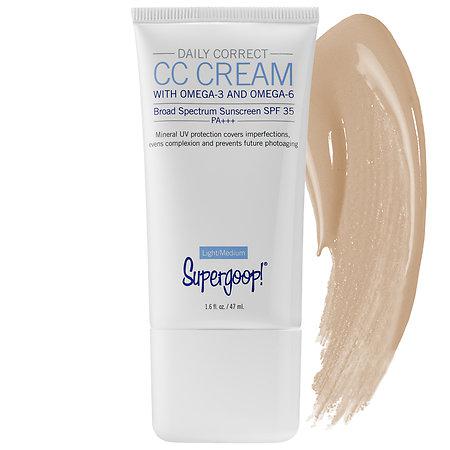 DAILY CORRECT
CC CREAM
WITH OMEGA-3 AND OMEGA-6
Broad Spectrum Sunscreen SPF 35
PA+++
Mineral UV protection covers imperfections,
evens complexion and prevents future photoaging
Light/Medium
Supergoop!®
1.6 fl. oz. / 47 ml.